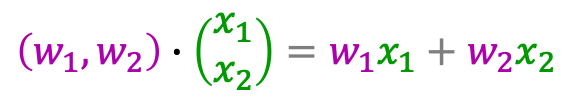 (w₁, w₂) · (x₁ x₂) = w₁x₁ + w₂x₂